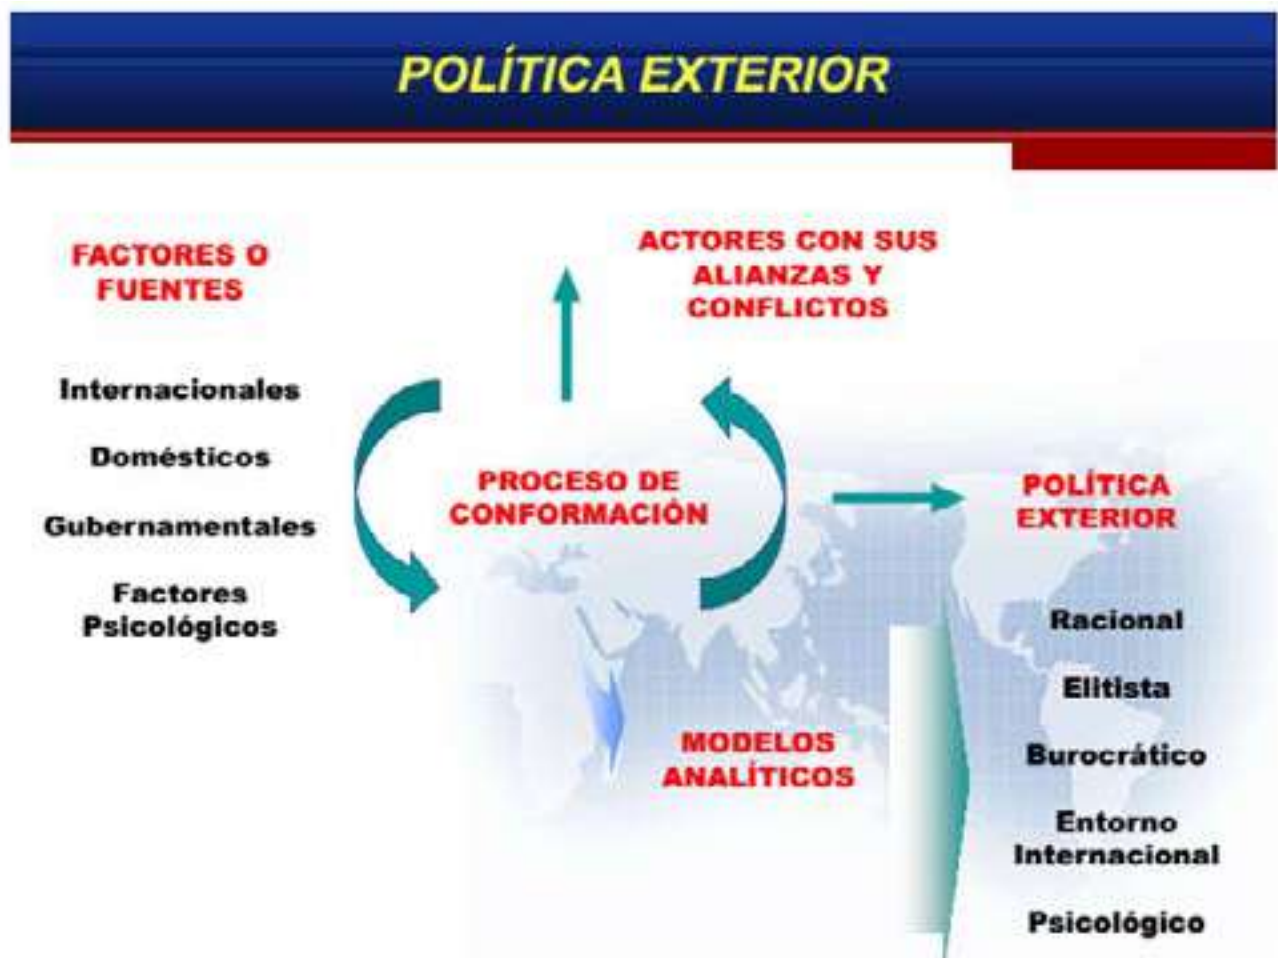 POLÍTICA EXTERIOR
FACTORES O
FUENTES
Internacionales
Domésticos
Gubernamentales
Factores
Psicológicos
ACTORES CON SUS
ALIANZAS Y
CONFLICTOS
PROCESO DE
CONFORMACIÓN
MODELOS
ANALÍTICOS
POLÍTICA
EXTERIOR
Racional
Elitista
Burocrático
Entorno
Internacional
Psicológico